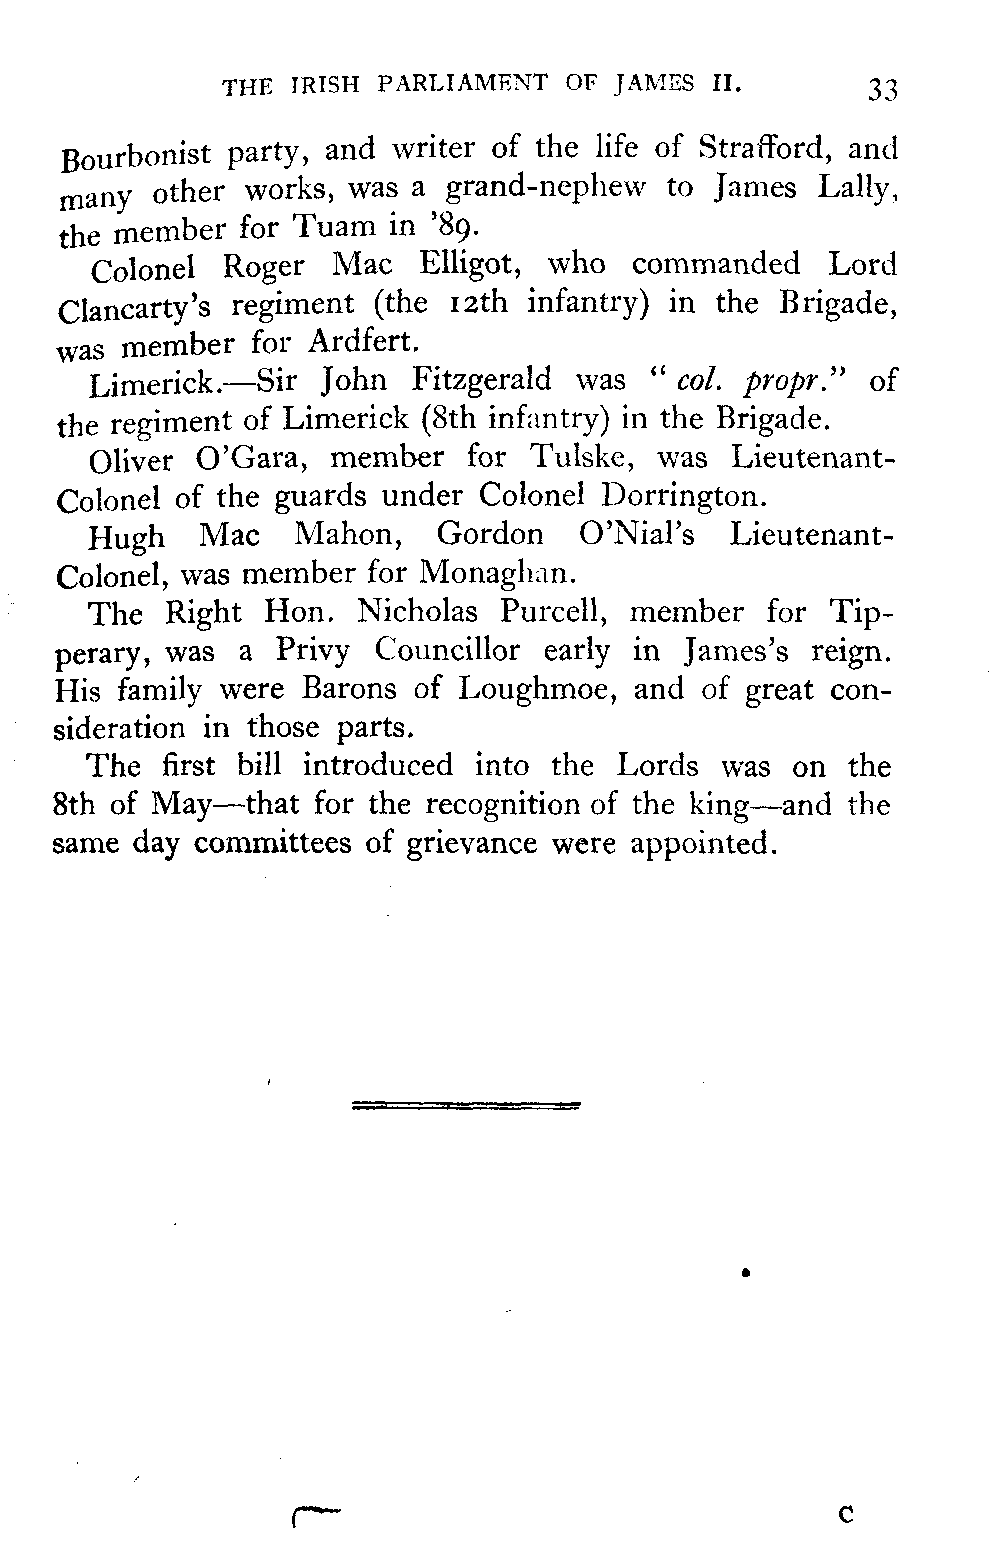 THE IRISH PARLIAMENT OF JAMES II. 33
Bourbonist party, and writer of the life of Strafford, and
many other works, was a grand-nephew to James Lally,
the member for Tuam in '89.
Colonel Roger Mac Elligot, who commanded Lord
Clancarty's regiment (the 12th infantry) in the Brigade,
was member for Ardfert.
Limerick.—Sir John Fitzgerald was " col. propr." of
the regiment of Limerick (8th infantry) in the Brigade.
Oliver O'Gara, member for Tulske, was Lieutenant-
Colonel of the guards under Colonel Dorrington.
Hugh Mac Mahon, Gordon O'Nial's Lieutenant-
Colonel, was member for Monaghan.
The Right Hon. Nicholas Purcell, member for Tip-
perary, was a Privy Councillor early in James's reign.
His family were Barons of Loughmoe, and of great con-
sideration in those parts.
The first bill introduced into the Lords was on the
8th of May—that for the recognition of the king—and the
same day committees of grievance were appointed.
C